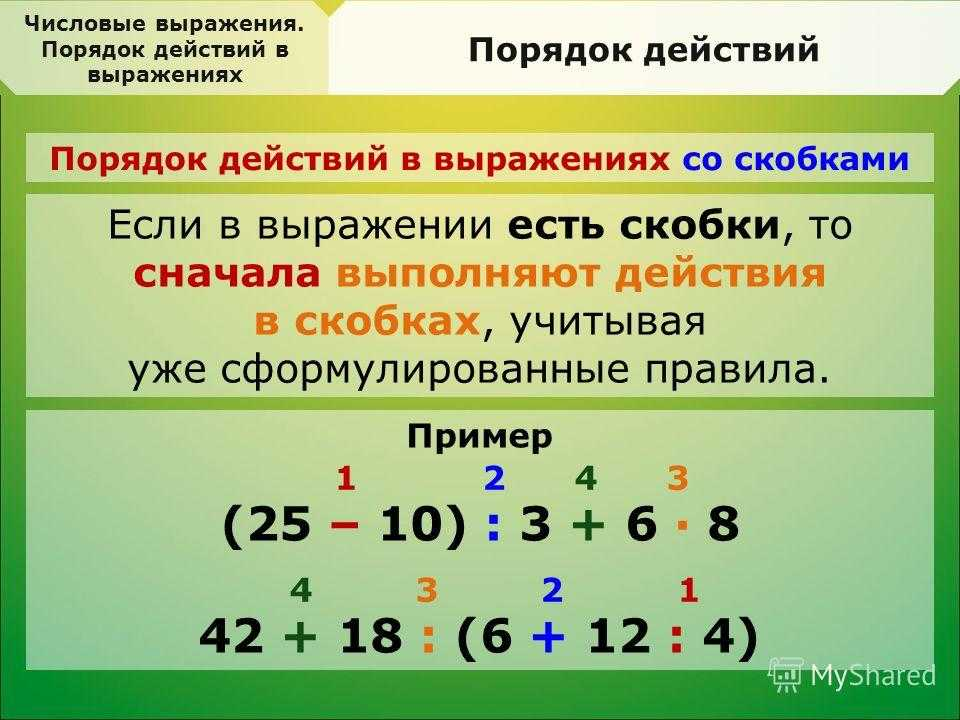 Числовые выражения.
Порядок действий в
выражениях
Порядок действий
Порядок действий в выражениях со скобками
Если в выражении есть скобки, то
сначала выполняют действия
в скобках, учитывая
уже сформулированные правила.
Пример
1 2 4 3
(25 – 10) : 3 + 6 · 8
4 3 2 1
42 + 18 : (6 + 12 : 4)
MyShared